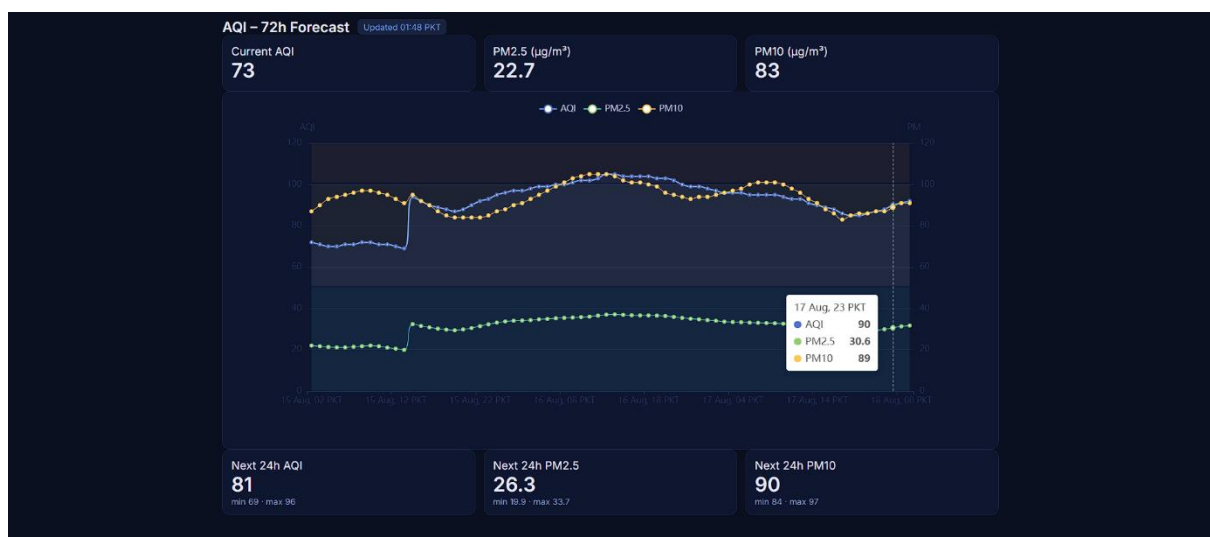 AQI – 72h Forecast Updated 01:48 PKT
Current AQI
73
PM2.5 (µg/m³)
22.7
PM10 (µg/m³)
83
AQI PM2.5 PM10
AQI
PM
120
100
80
60
40
20
0
120
100
80
60
40
20
0
15 Aug, 02 PKT 15 Aug, 12 PKT 15 Aug, 22 PKT 16 Aug, 08 PKT 16 Aug, 18 PKT 17 Aug, 04 PKT 17 Aug, 14 PKT 18 Aug, 00 PKT
17 Aug, 23 PKT
AQI 90
PM2.5 30.6
PM10 89
Next 24h AQI
81
min 69 · max 96
Next 24h PM2.5
26.3
min 19.9 · max 33.7
Next 24h PM10
90
min 84 · max 97